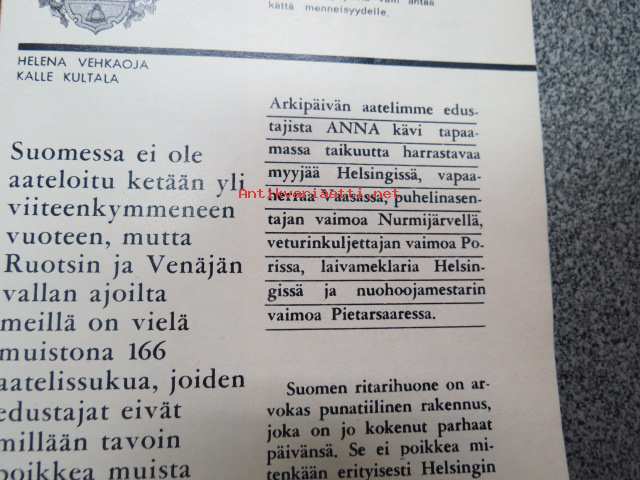 kättä menneisyydelle.
HELENA VEHKAOJA
KALLE KULTALA
Suomessa ei ole
aateloitu ketään yli
viiteenkymmeneen
vuoteen, mutta
Ruotsin ja Venäjän
vallan ajoilta
meillä on vielä
muistona 166
aatelissukua, joiden
edustajat eivät
millään tavoin
poikkea muista
Arkipäivän aatelimme edus-
tajista ANNA kävi tapaa-
massa taikuutta harrastavaa
myyjää Helsingissä, vapaa-
herraa Vaasassa, puhelinasen-
tajan vaimoa Nurmijärvellä,
veturinkuljettajan vaimoa Po-
rissa, laivameklaria Helsin-
gissä ja nuohoojamestarin
vaimoa Pietarsaaressa.
Suomen ritarihuone on ar-
vokas punatiilinen rakennus,
joka on jo kokenut parhaat
päivänsä. Se ei poikkea mi-
tenkään erityisesti Helsingin
Antikvariaatti.net